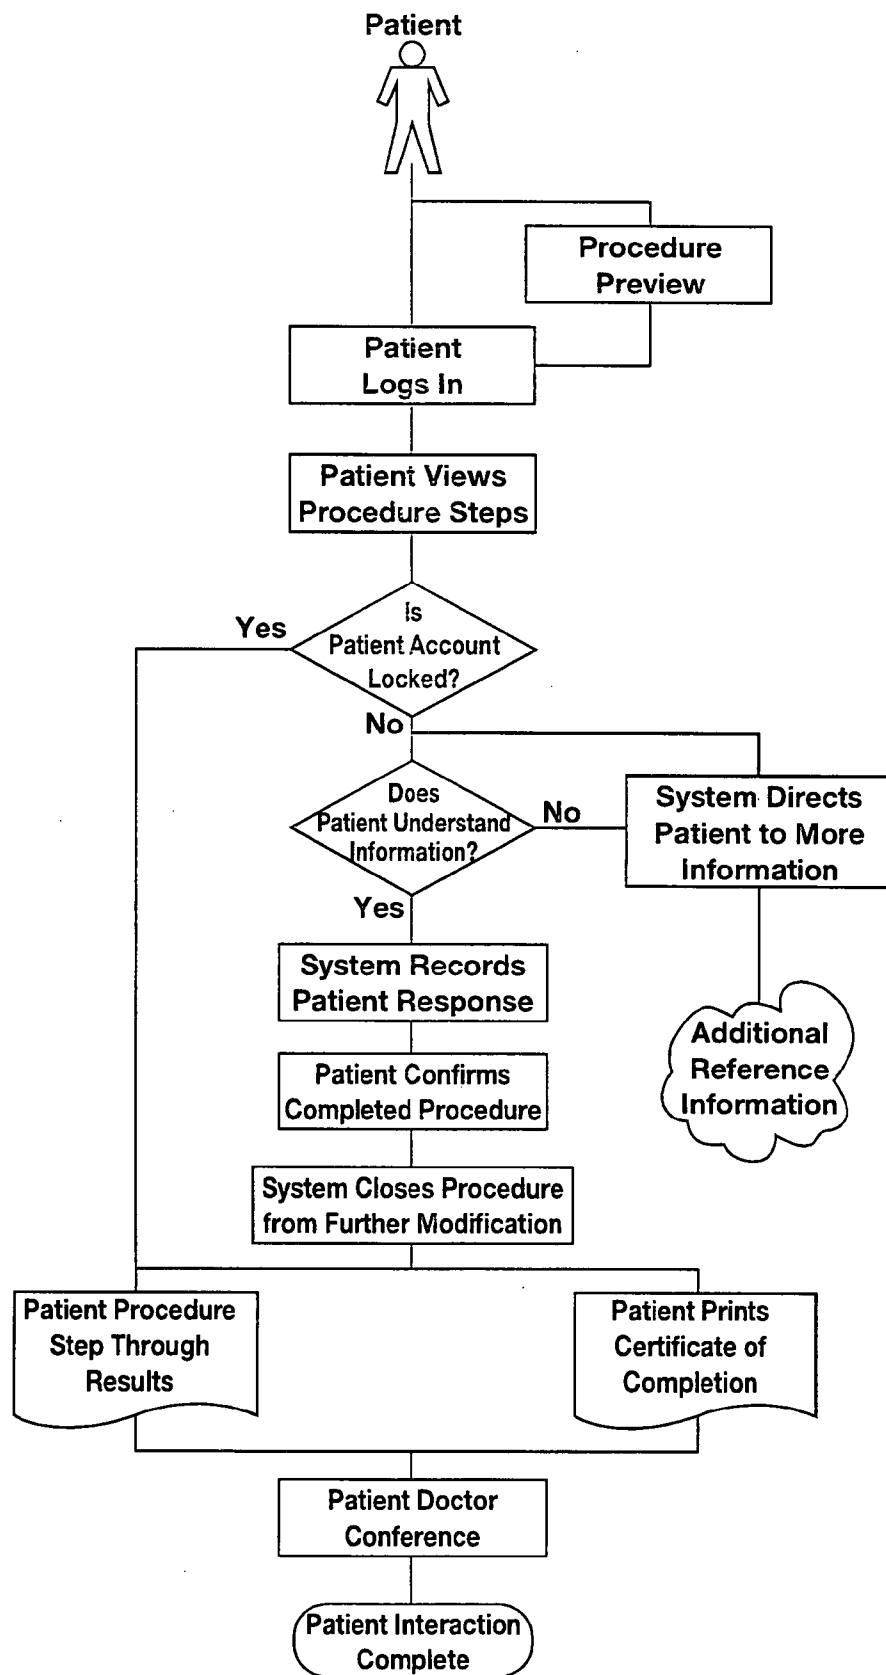 Patient
Procedure
Preview
Patient
Logs In
Patient Views
Procedure Steps
Is
Patient Account
Locked?
Yes
No
Does
Patient Understand
Information?
No
System Directs
Patient to More
Information
Yes
System Records
Patient Response
Additional
Reference
Information
Patient Confirms
Completed Procedure
System Closes Procedure
from Further Modification
Patient Procedure
Step Through
Results
Patient Prints
Certificate of
Completion
Patient Doctor
Conference
Patient Interaction
Complete